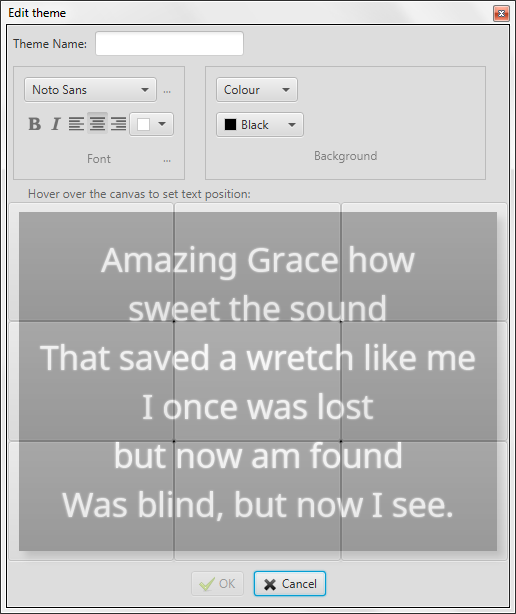 Edit theme
Theme Name:
Noto Sans
...
Colour
B I
Black
Font
...
Background
Hover over the canvas to set text position:
Amazing Grace how
sweet the sound
That saved a wretch like me
I once was lost
but now am found
Was blind, but now I see.
OK
Cancel